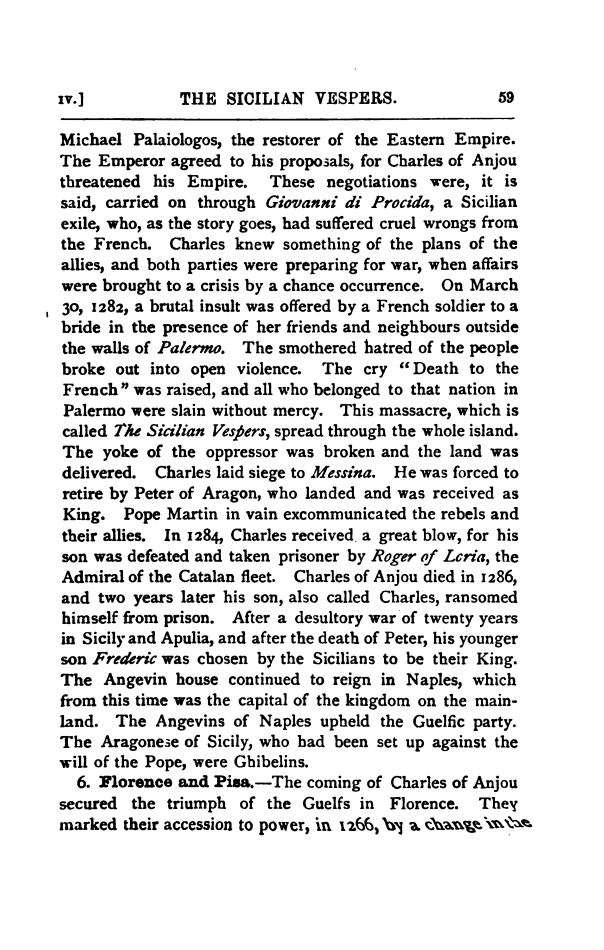 IV.] THE SICILIAN VESPERS. 59
Michael Palaiologos, the restorer of the Eastern Empire.
The Emperor agreed to his proposals, for Charles of Anjou
threatened his Empire. These negotiations were, it is
said, carried on through Giovanni di Procida, a Sicilian
exile, who, as the story goes, had suffered cruel wrongs from
the French. Charles knew something of the plans of the
allies, and both parties were preparing for war, when affairs
were brought to a crisis by a chance occurrence. On March
30, 1282, a brutal insult was offered by a French soldier to a
bride in the presence of her friends and neighbours outside
the walls of Palermo. The smothered hatred of the people
broke out into open violence. The cry “Death to the
French” was raised, and all who belonged to that nation in
Palermo were slain without mercy. This massacre, which is
called The Sicilian Vespers, spread through the whole island.
The yoke of the oppressor was broken and the land was
delivered. Charles laid siege to Messina. He was forced to
retire by Peter of Aragon, who landed and was received as
King. Pope Martin in vain excommunicated the rebels and
their allies. In 1284, Charles received a great blow, for his
son was defeated and taken prisoner by Roger of Loria, the
Admiral of the Catalan fleet. Charles of Anjou died in 1286,
and two years later his son, also called Charles, ransomed
himself from prison. After a desultory war of twenty years
in Sicily and Apulia, and after the death of Peter, his younger
son Frederic was chosen by the Sicilians to be their King.
The Angevin house continued to reign in Naples, which
from this time was the capital of the kingdom on the main-
land. The Angevins of Naples upheld the Guelfic party.
The Aragonese of Sicily, who had been set up against the
will of the Pope, were Ghibelins.
6. Florence and Pisa.—The coming of Charles of Anjou
secured the triumph of the Guelfs in Florence. They
marked their accession to power, in 1266, by a change in the